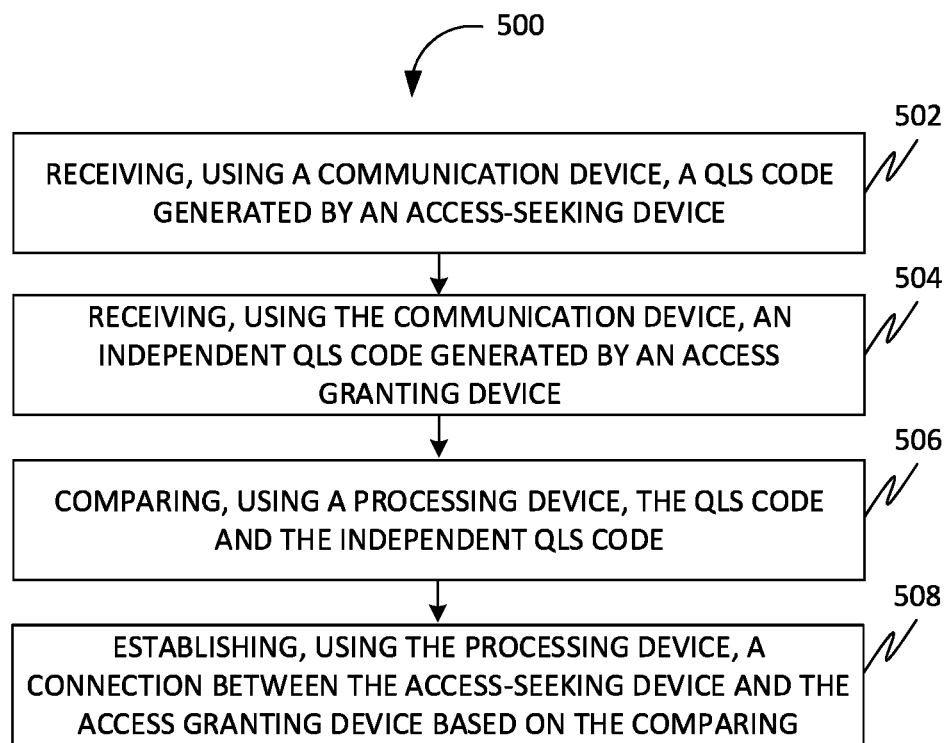 500
502
RECEIVING, USING A COMMUNICATION DEVICE, A QLS CODE
GENERATED BY AN ACCESS-SEEKING DEVICE
504
RECEIVING, USING THE COMMUNICATION DEVICE, AN
INDEPENDENT QLS CODE GENERATED BY AN ACCESS
GRANTING DEVICE
506
COMPARING, USING A PROCESSING DEVICE, THE QLS CODE
AND THE INDEPENDENT QLS CODE
508
ESTABLISHING, USING THE PROCESSING DEVICE, A
CONNECTION BETWEEN THE ACCESS-SEEKING DEVICE AND THE
ACCESS GRANTING DEVICE BASED ON THE COMPARING